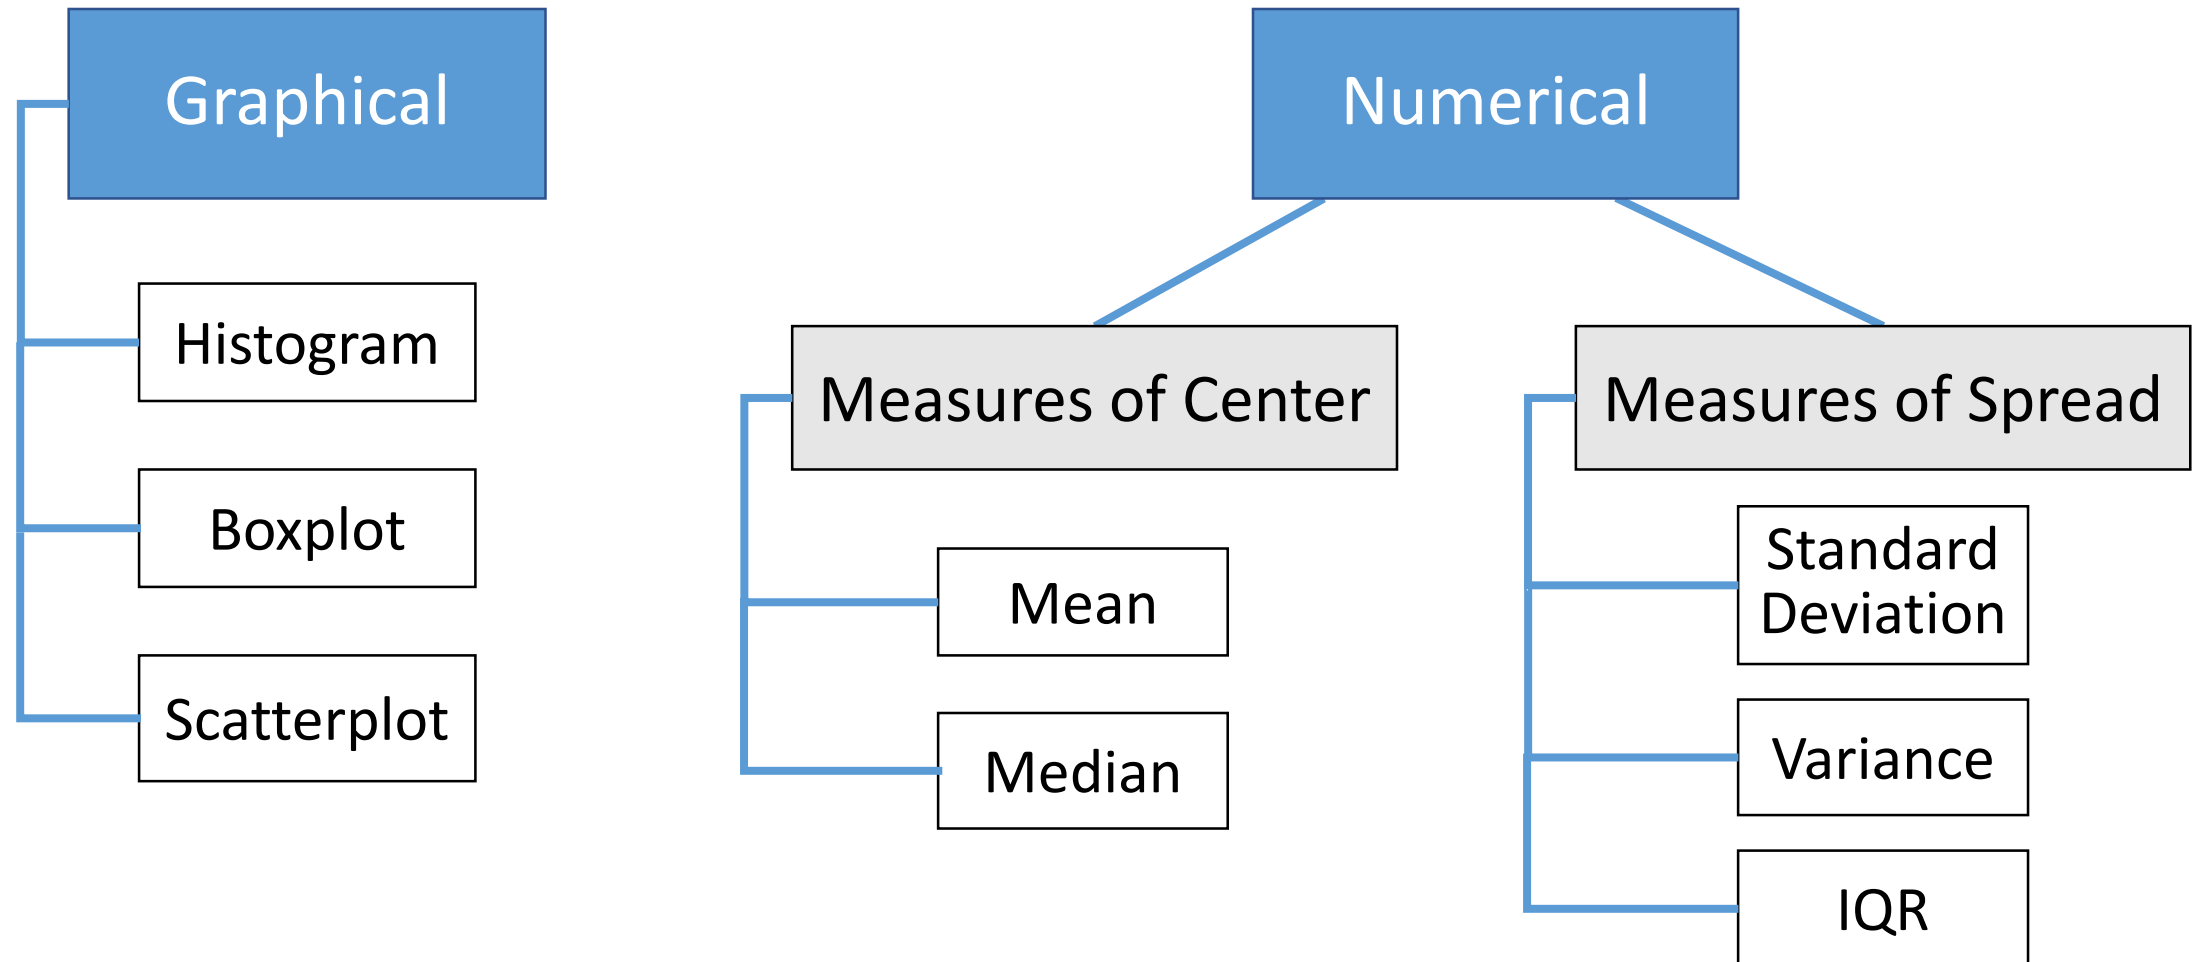 Graphical
Histogram
Boxplot
Scatterplot
Numerical
Measures of Center
Mean
Median
Measures of Spread
Standard
Deviation
Variance
IQR